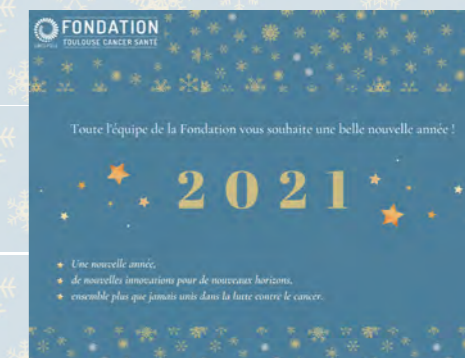 FONDATION
TOULOUSE CANCER SANTÉ
Toute l'équipe de la Fondation vous souhaite une belle nouvelle année !
2021
Une nouvelle année,
de nouvelles innovations pour de nouveaux horizons,
ensemble plus que jamais unis dans la lutte contre le cancer.